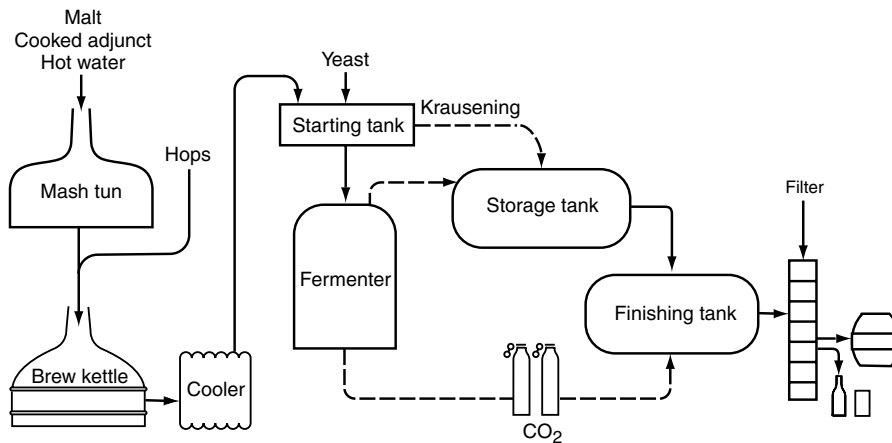 Malt
Cooked adjunct
Hot water
Yeast
Krausening
Starting tank
Hops
Mash tun
Storage tank
Filter
Fermenter
Finishing tank
Brew kettle
Cooler
CO₂